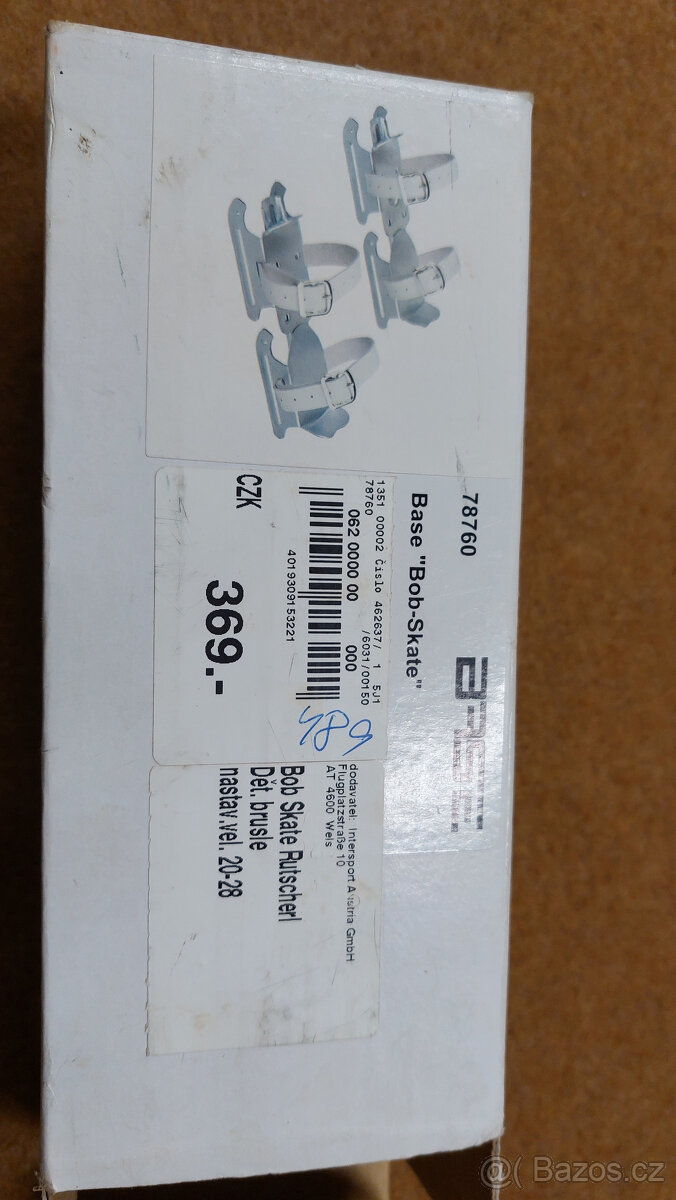 78760
Base "Bob-Skate"
1351 00002 Číslo 462637/ 1 5J1
78760 /6031/00150
062 0000 00 000
4019309153221
CZK 369.-
489
dodavatel: Intersport Austria GmbH
Flugplatzstraße 10
AT 4600 Wels
Bob Skate Rutscherl
Dět. brusle
nastav.vel. 20-28
@ Bazos.cz